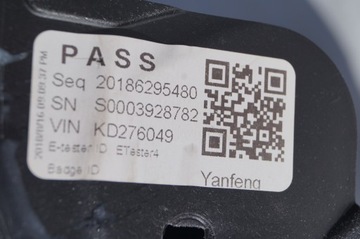 PASS
Seq 20186295480
SN S0003928782
VIN KD276049
E-tester ID ETester4
Badge ID
Yanfeng